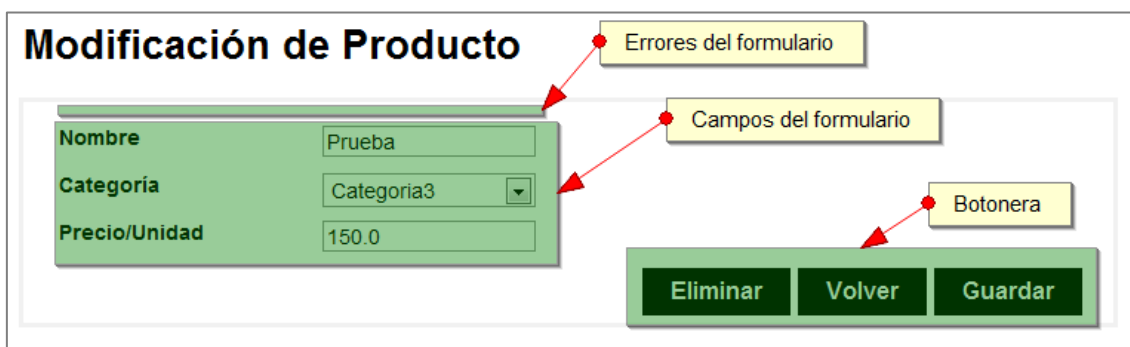 Modificación de Producto
Errores del formulario
Campos del formulario
Nombre
Prueba
Categoría
Categoria3
Precio/Unidad
150.0
Botonera
Eliminar
Volver
Guardar